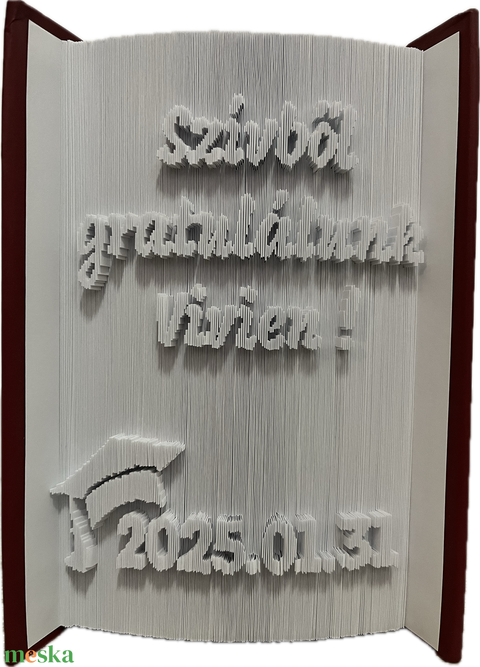 szívből
gratulálunk
vivien!
2025.01.31
meska